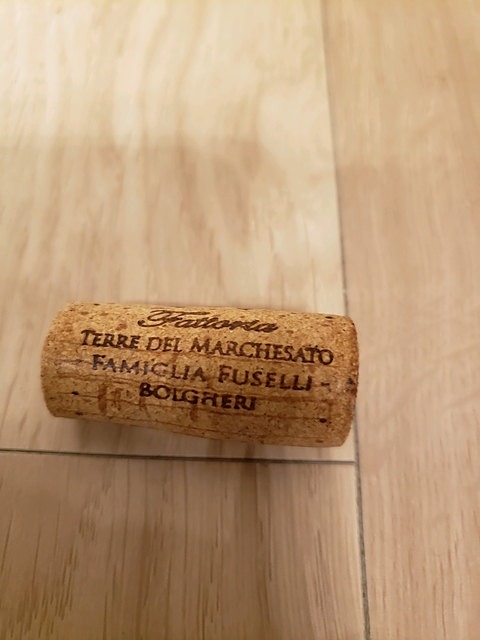 Fattoria
TERRE DEL MARCHESATO
- FAMIGLIA FUSELLI -
BOLGHERI